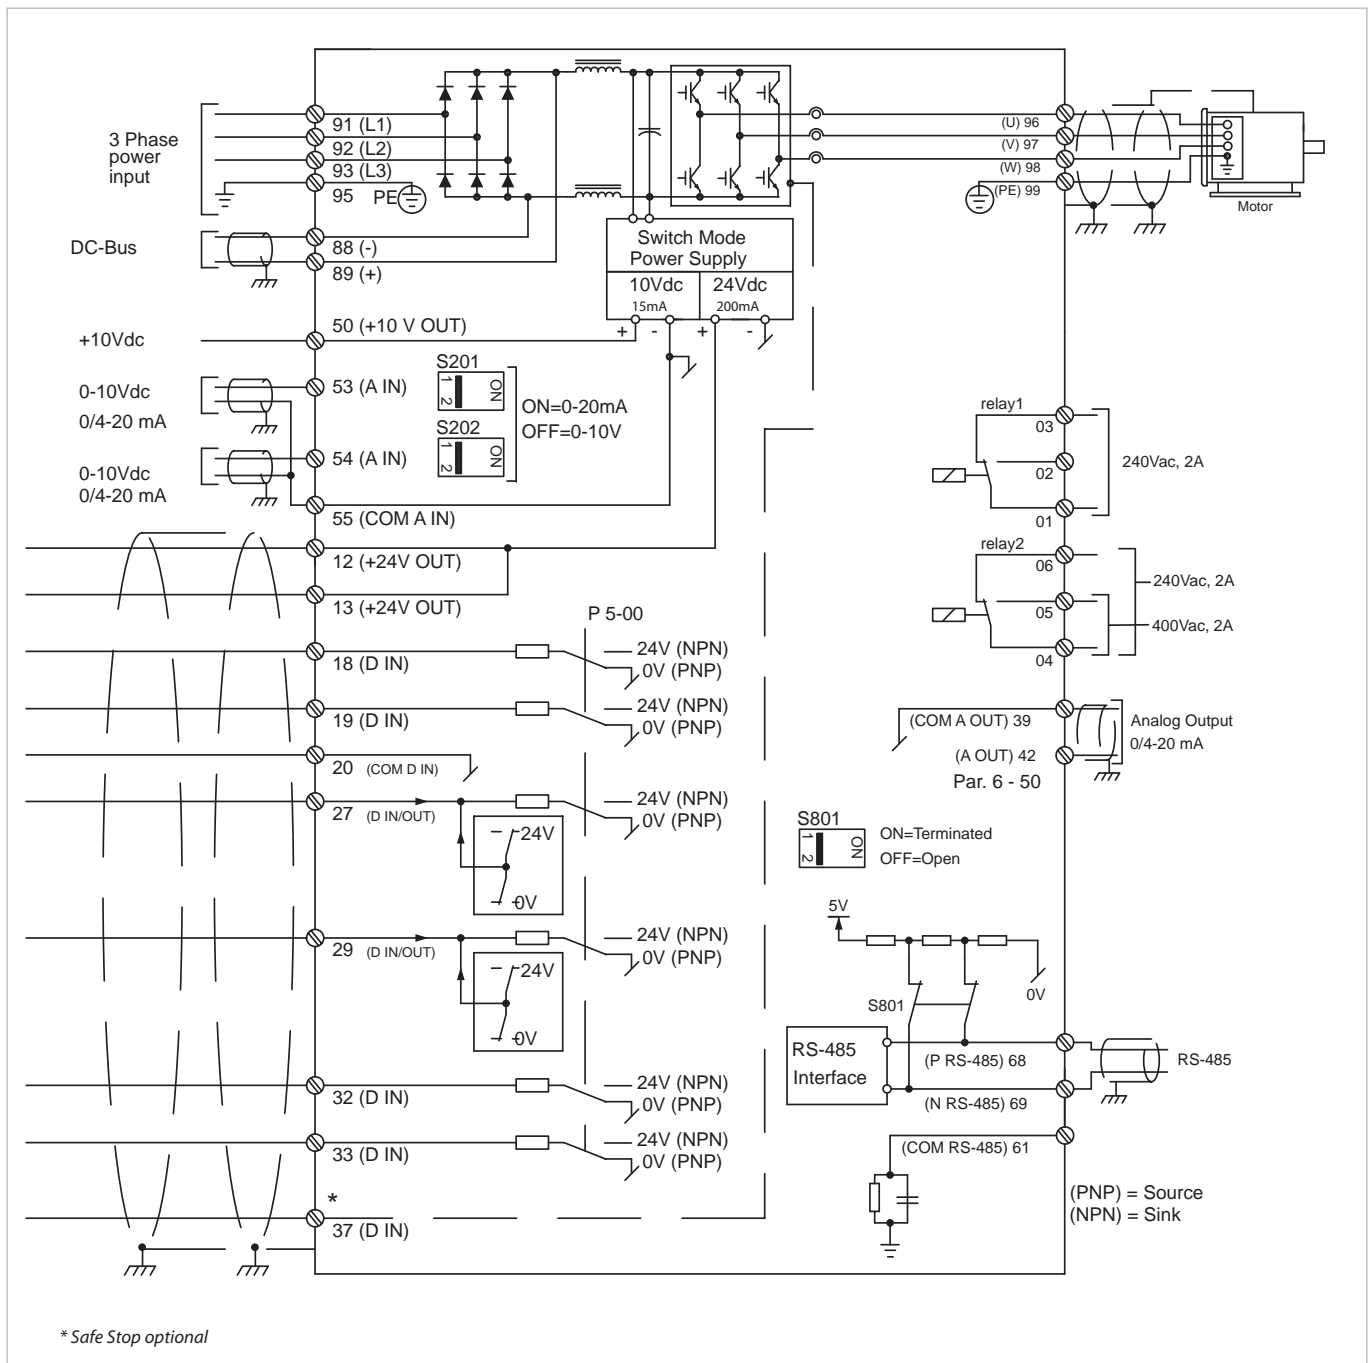 3 Phase
power
input
91 (L1)
92 (L2)
93 (L3)
95 PE
DC-Bus
88 (-)
89 (+)
Switch Mode
Power Supply
10Vdc
15mA
24Vdc
200mA
+ - + -
(U) 96
(V) 97
(W) 98
(PE) 99
Motor
+10Vdc
50 (+10 V OUT)
0-10Vdc
0/4-20 mA
53 (A IN)
S201
1 2
ON
ON=0-20mA
OFF=0-10V
S202
1 2
ON
0-10Vdc
0/4-20 mA
54 (A IN)
55 (COM A IN)
12 (+24V OUT)
13 (+24V OUT)
P 5-00
18 (D IN)
24V (NPN)
0V (PNP)
19 (D IN)
24V (NPN)
0V (PNP)
20 (COM D IN)
27 (D IN/OUT)
24V (NPN)
0V (PNP)
24V
0V
29 (D IN/OUT)
24V (NPN)
0V (PNP)
24V
0V
32 (D IN)
24V (NPN)
0V (PNP)
33 (D IN)
24V (NPN)
0V (PNP)
*
37 (D IN)
relay1
03
02
01
240Vac, 2A
relay2
06
05
04
240Vac, 2A
400Vac, 2A
(COM A OUT) 39
(A OUT) 42
Analog Output
0/4-20 mA
Par. 6 - 50
S801
1 2
ON
ON=Terminated
OFF=Open
5V
S801
0V
RS-485
Interface
(P RS-485) 68
(N RS-485) 69
RS-485
(COM RS-485) 61
(PNP) = Source
(NPN) = Sink
* Safe Stop optional